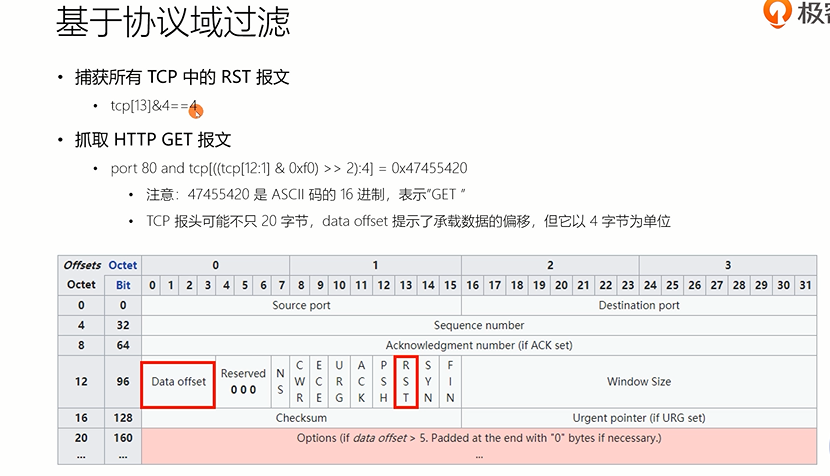 基于协议域过滤
极客
• 捕获所有 TCP 中的 RST 报文
• tcp[13]&4==4
• 抓取 HTTP GET 报文
• port 80 and tcp[((tcp[12:1] & 0xf0) >> 2):4] = 0x47455420
• 注意：47455420 是 ASCII 码的 16 进制，表示“GET ”
• TCP 报头可能不只 20 字节，data offset 提示了承载数据的偏移，但它以 4 字节为单位
Offsets Octet 0 1 2 3
Octet Bit 0 1 2 3 4 5 6 7 8 9 10 11 12 13 14 15 16 17 18 19 20 21 22 23 24 25 26 27 28 29 30 31
0 0 Source port Destination port
4 32 Sequence number
8 64 Acknowledgment number (if ACK set)
12 96 Data offset Reserved 0 0 0 NS CWR ECE URG ACK PSH RST SYN FIN Window Size
16 128 Checksum Urgent pointer (if URG set)
20 160 Options (if data offset > 5. Padded at the end with "0" bytes if necessary.)
... ... ...